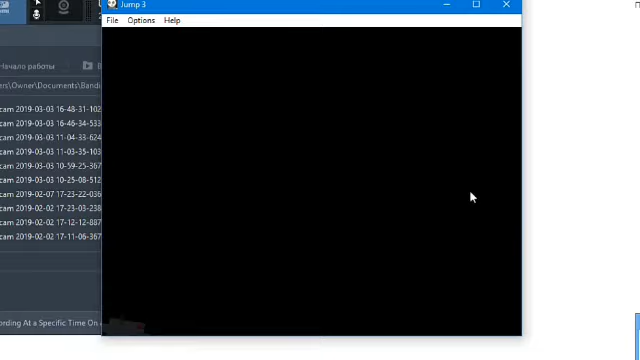 Jump 3
File Options Help
Начало работы
ers\Owner\Documents\Bandi
cam 2019-03-03 16-48-31-102
cam 2019-03-03 16-46-34-533
cam 2019-03-03 11-04-33-624
cam 2019-03-03 11-03-35-103
cam 2019-03-03 10-59-25-367
cam 2019-03-03 10-25-08-512
cam 2019-02-07 17-23-22-036
cam 2019-02-02 17-23-03-238
cam 2019-02-02 17-12-12-887
cam 2019-02-02 17-11-06-367
ording At a Specific Time On